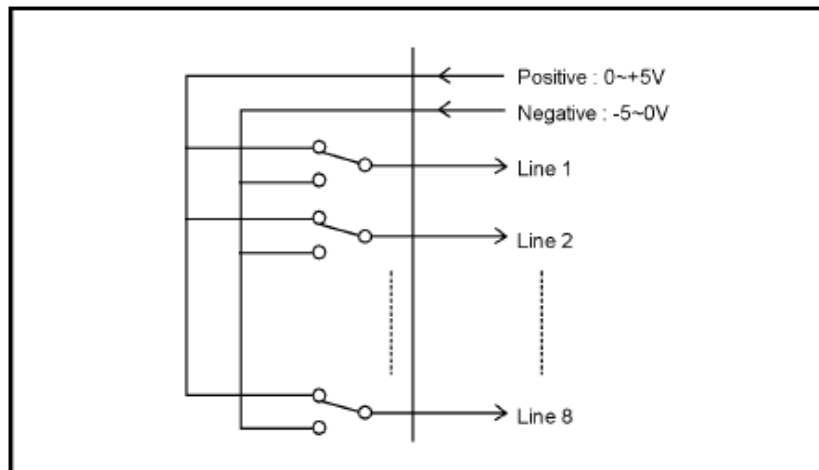 Positive : 0~+5V
Negative : -5~0V
Line 1
Line 2
Line 8